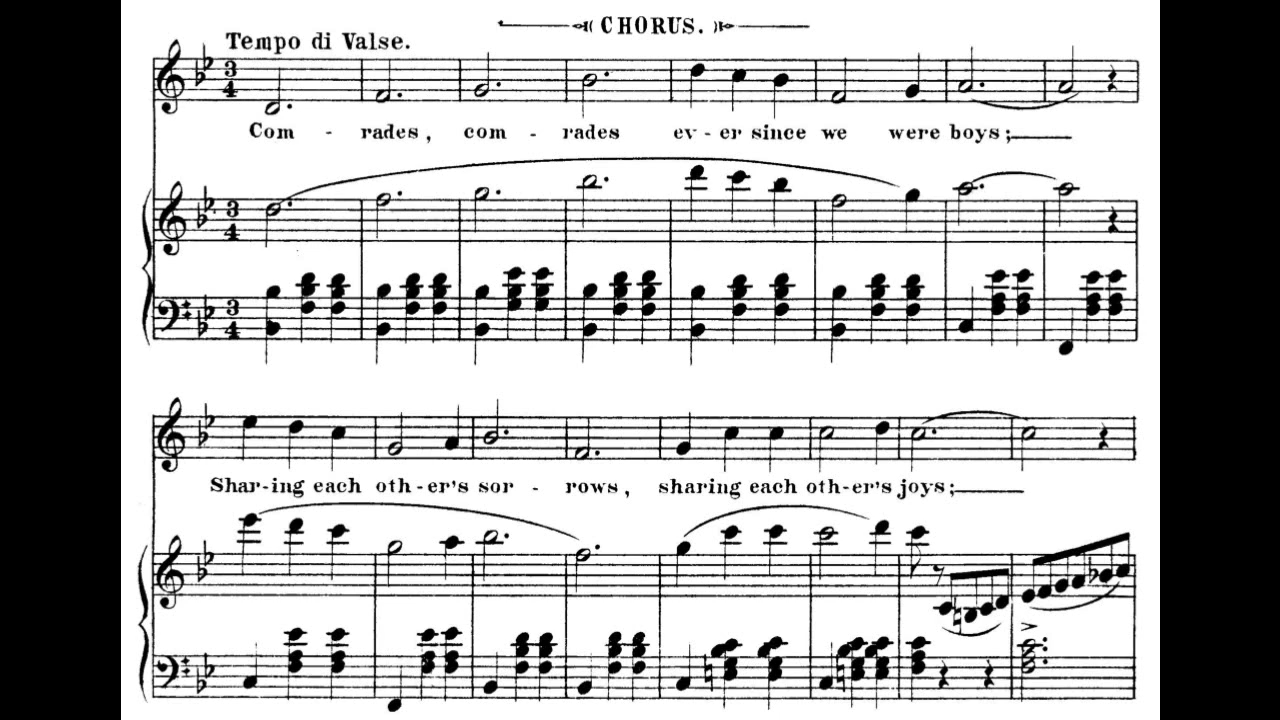 CHORUS.
Tempo di Valse.
Com - rades, com - rades ev - er since we were boys;
Shar-ing each oth-er's sor - rows, sharing each oth-er's joys;